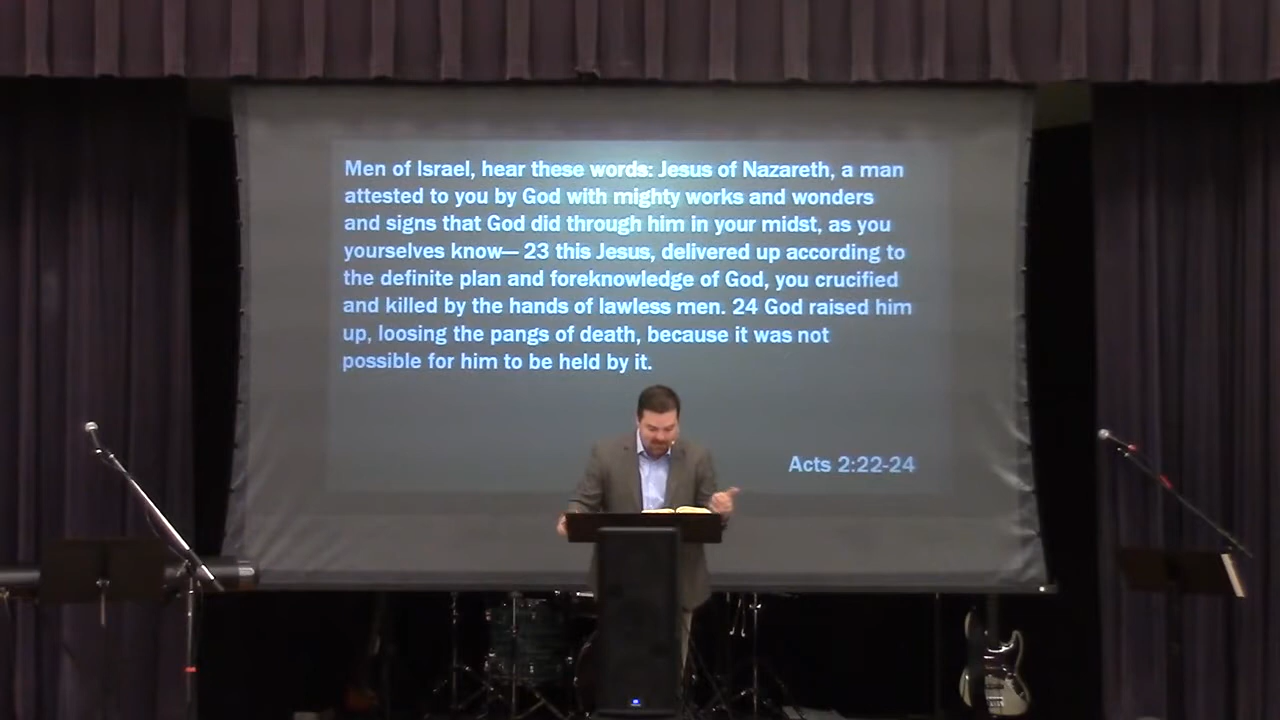 Men of Israel, hear these words: Jesus of Nazareth, a man
attested to you by God with mighty works and wonders
and signs that God did through him in your midst, as you
yourselves know— 23 this Jesus, delivered up according to
the definite plan and foreknowledge of God, you crucified
and killed by the hands of lawless men. 24 God raised him
up, loosing the pangs of death, because it was not
possible for him to be held by it.
Acts 2:22-24